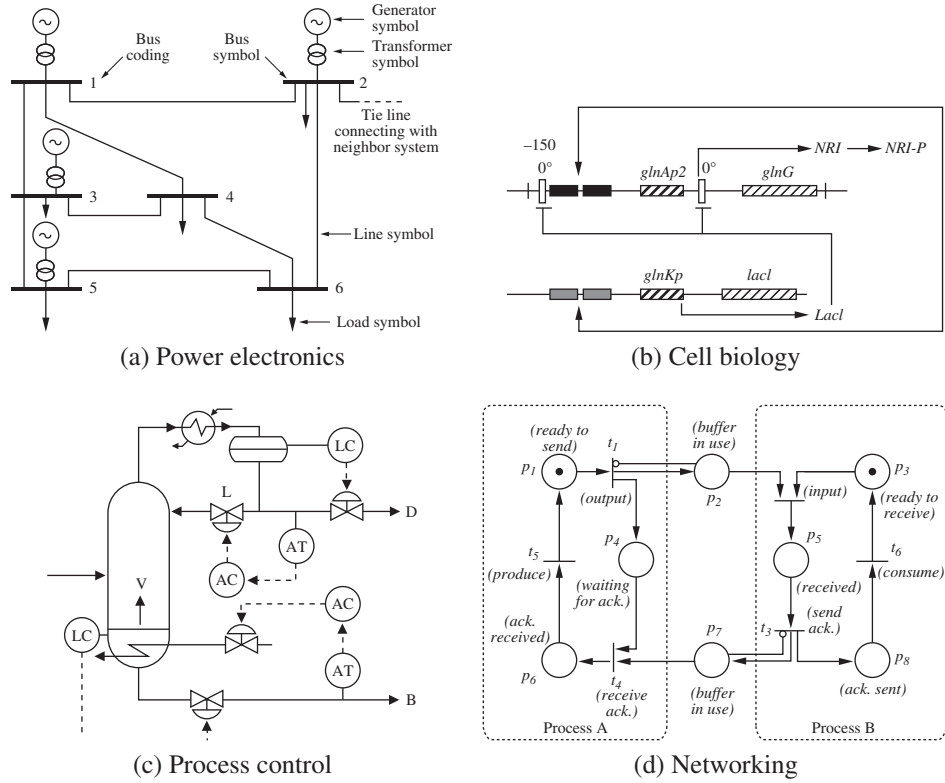 Generator
symbol
Bus
coding
Bus
symbol
Transformer
symbol
1
2
Tie line
connecting with
neighbor system
3
4
Line symbol
5
6
Load symbol
(a) Power electronics
–150
0°
glnAp2
0°
glnG
NRI
NRI-P
glnKp
lacl
Lacl
(b) Cell biology
LC
L
D
AT
AC
V
AC
LC
AT
B
(c) Process control
(ready to
send)
t1
(buffer
in use)
p1
p2
p3
(output)
(input)
(ready to
receive)
p4
p5
t5
(produce)
t6
(consume)
(waiting
for ack.)
(received)
(ack.
received)
(send
ack.)
t3
p7
p6
p8
t4
(receive
ack.)
(buffer
in use)
(ack. sent)
Process A
Process B
(d) Networking